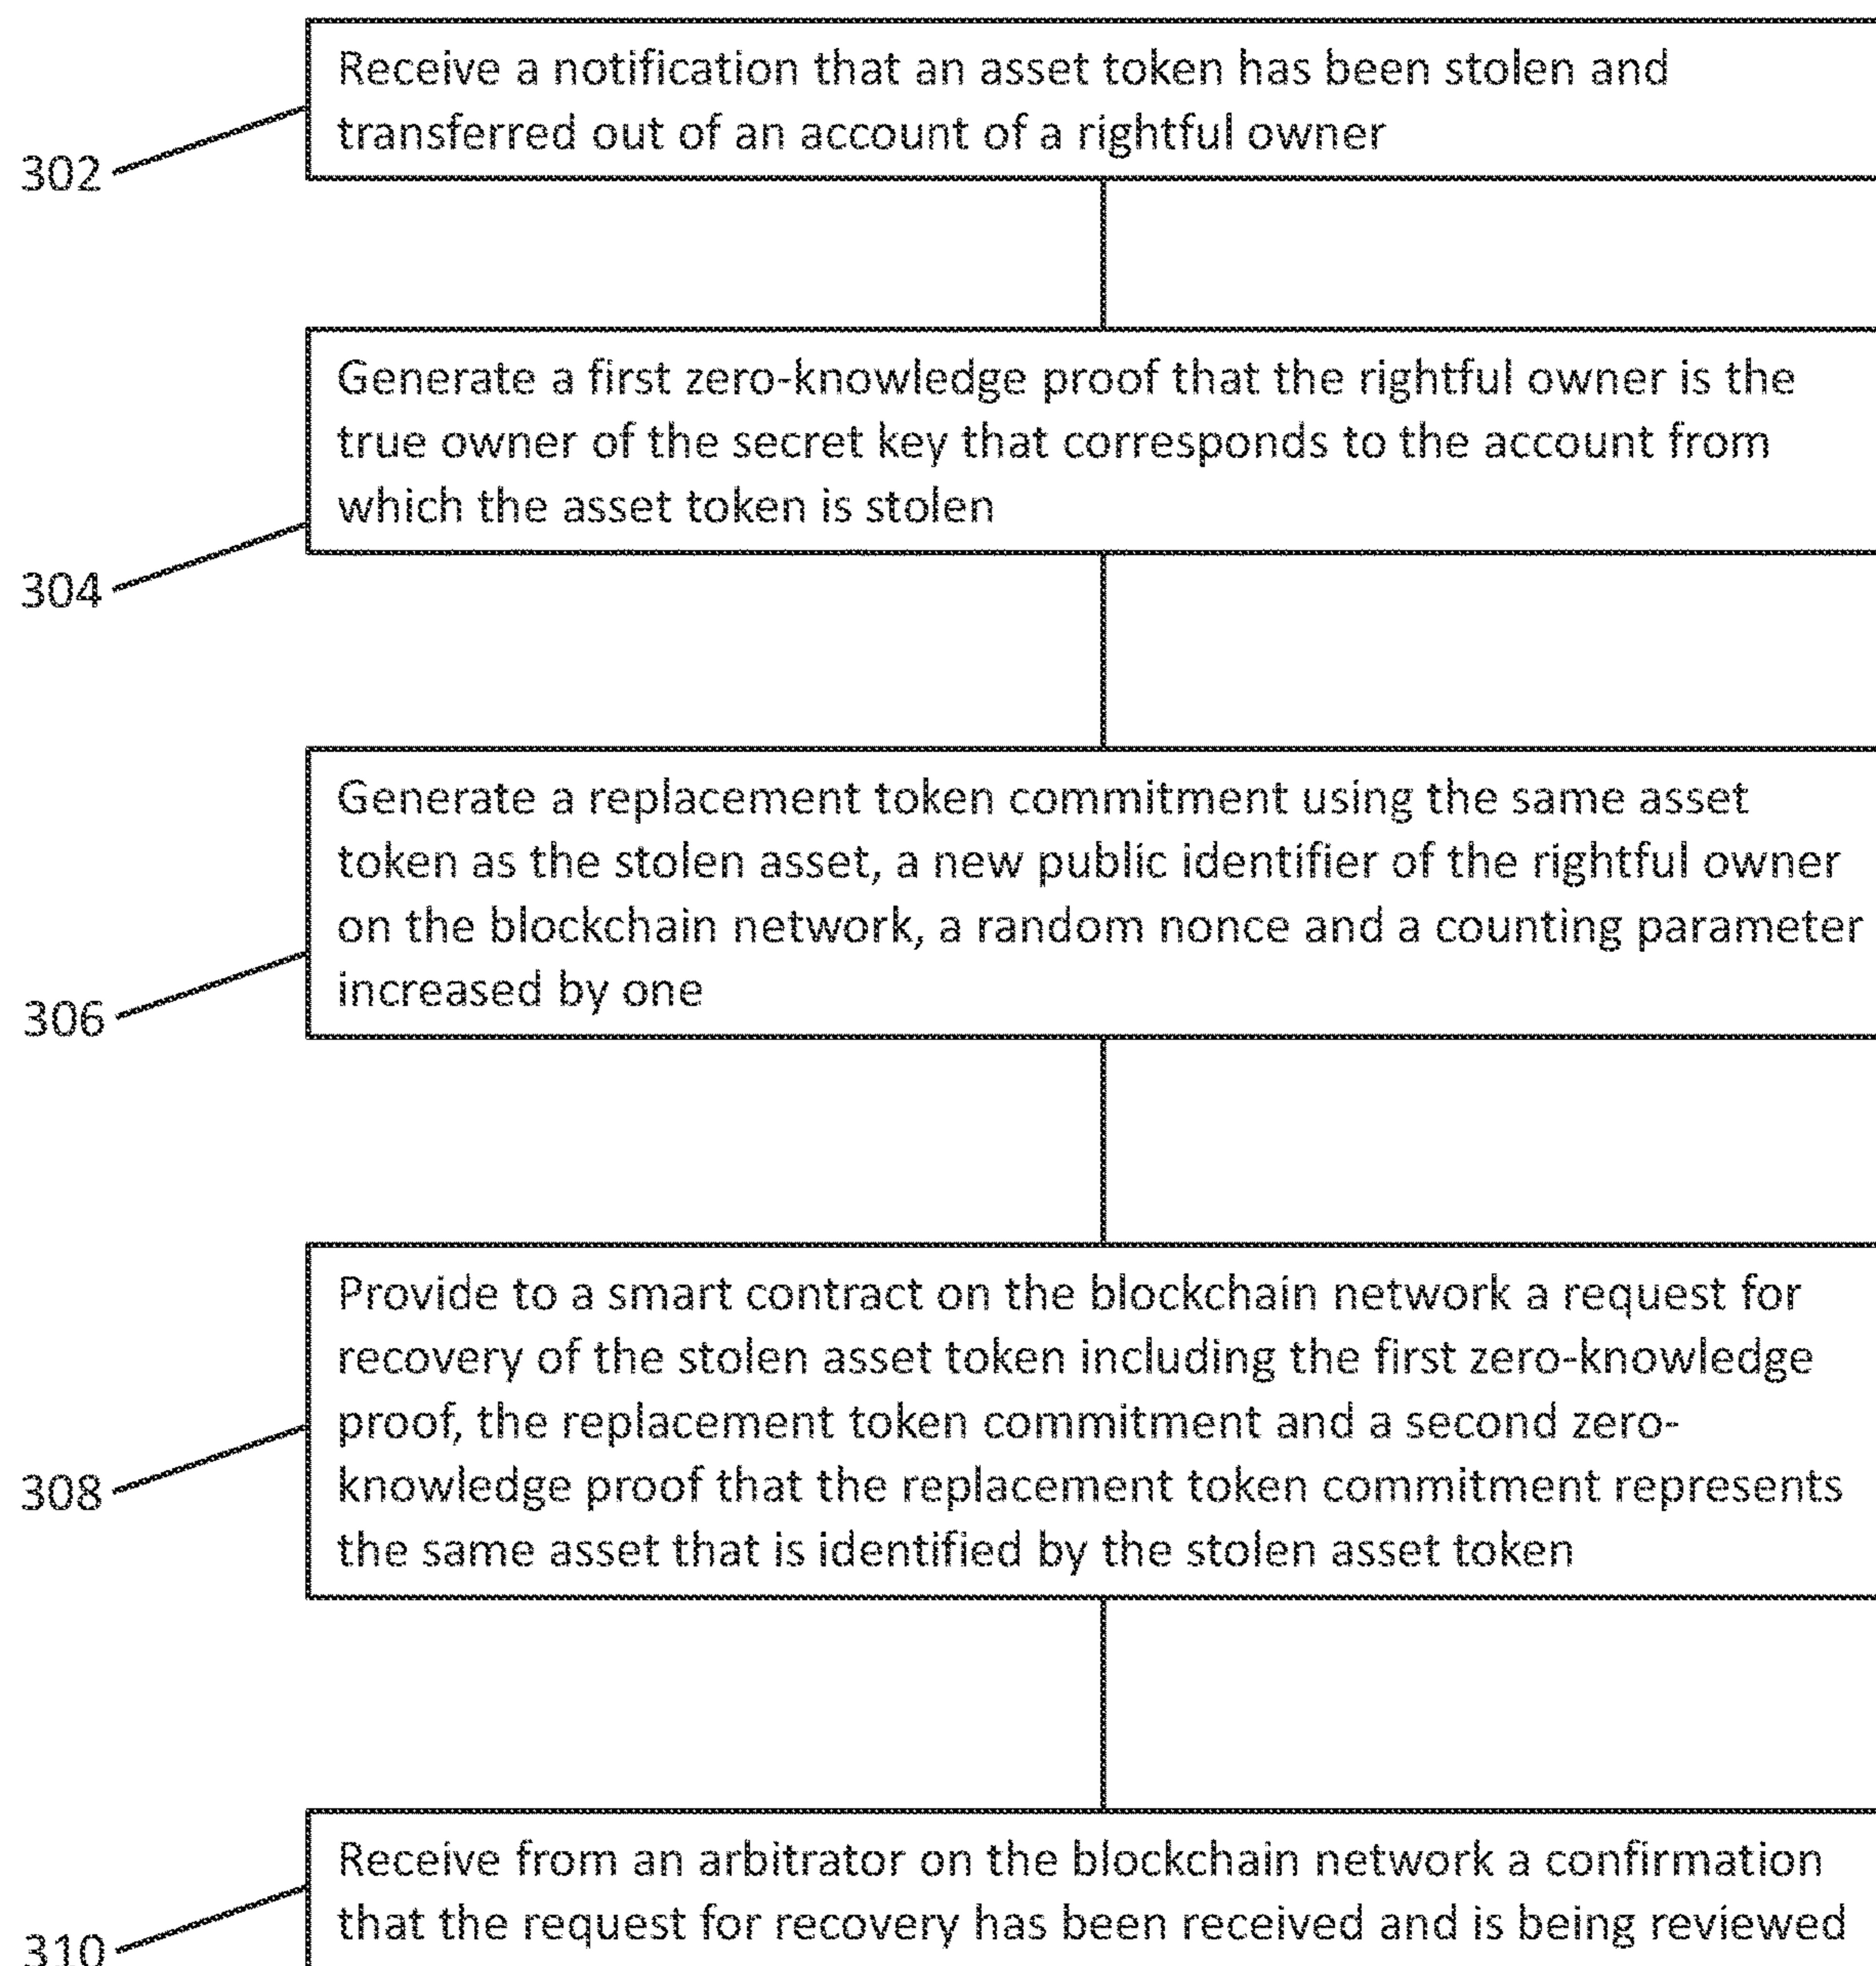 Receive a notification that an asset token has been stolen and
transferred out of an account of a rightful owner
302
Generate a first zero-knowledge proof that the rightful owner is the
true owner of the secret key that corresponds to the account from
which the asset token is stolen
304
Generate a replacement token commitment using the same asset
token as the stolen asset, a new public identifier of the rightful owner
on the blockchain network, a random nonce and a counting parameter
increased by one
306
Provide to a smart contract on the blockchain network a request for
recovery of the stolen asset token including the first zero-knowledge
proof, the replacement token commitment and a second zero-
knowledge proof that the replacement token commitment represents
the same asset that is identified by the stolen asset token
308
Receive from an arbitrator on the blockchain network a confirmation
that the request for recovery has been received and is being reviewed
310